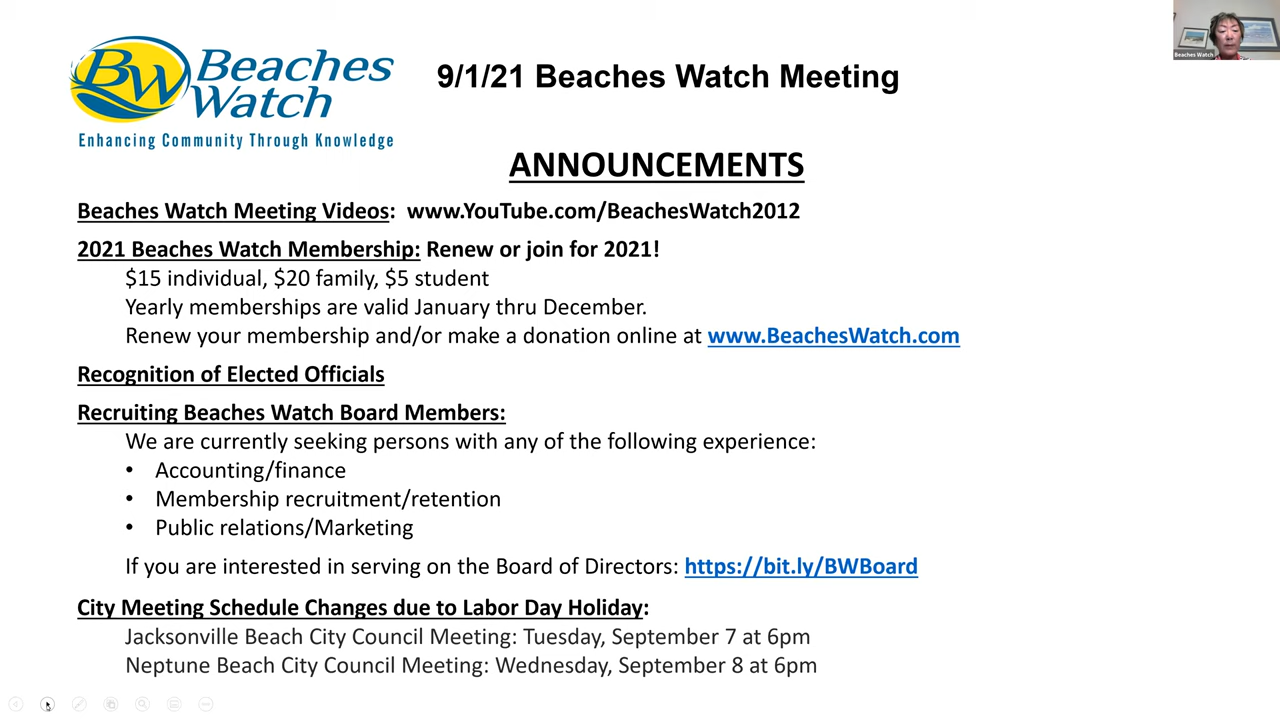 BW Beaches Watch
Enhancing Community Through Knowledge
9/1/21 Beaches Watch Meeting
Beaches Watch
ANNOUNCEMENTS
Beaches Watch Meeting Videos: www.YouTube.com/BeachesWatch2012
2021 Beaches Watch Membership: Renew or join for 2021!
$15 individual, $20 family, $5 student
Yearly memberships are valid January thru December.
Renew your membership and/or make a donation online at www.BeachesWatch.com
Recognition of Elected Officials
Recruiting Beaches Watch Board Members:
We are currently seeking persons with any of the following experience:
• Accounting/finance
• Membership recruitment/retention
• Public relations/Marketing
If you are interested in serving on the Board of Directors: https://bit.ly/BWBoard
City Meeting Schedule Changes due to Labor Day Holiday:
Jacksonville Beach City Council Meeting: Tuesday, September 7 at 6pm
Neptune Beach City Council Meeting: Wednesday, September 8 at 6pm